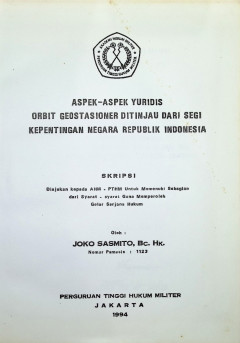 ASPEK-ASPEK YURIDIS
ORBIT GEOSTASIONER DITINJAU DARI SEGI
KEPENTINGAN NEGARA REPUBLIK INDONESIA
SKRIPSI
Diajukan kepada AHM - PTHM Untuk Memenuhi Sebagian
dari Syarat - syarat Guna Memperoleh
Gelar Sarjana Hukum
Oleh :
JOKO SASMITO, Bc. Hk.
Nomor Pemasis : 1123
PERGURUAN TINGGI HUKUM MILITER
JAKARTA
1994